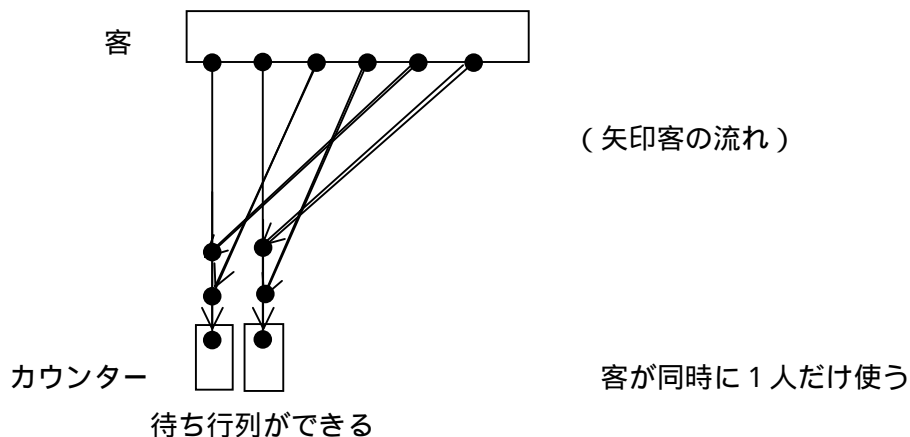 客
(矢印客の流れ)
カウンター
客が同時に1人だけ使う
待ち行列ができる